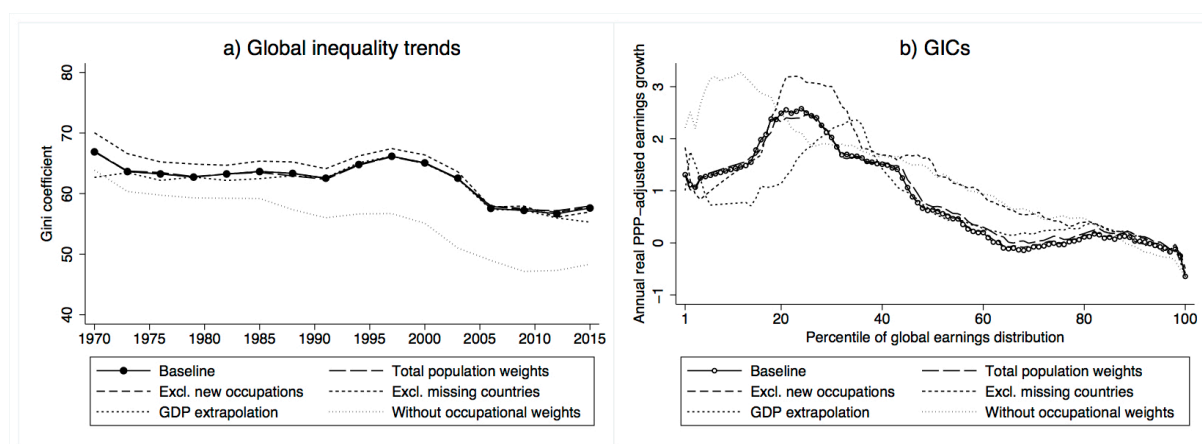 a) Global inequality trends
Gini coefficient
80
70
60
50
40
1970 1975 1980 1985 1990 1995 2000 2005 2010 2015
Baseline Total population weights
Excl. new occupations Excl. missing countries
GDP extrapolation Without occupational weights
b) GICs
Annual real PPP-adjusted earnings growth
3
2
1
0
-1
1 20 40 60 80 100
Percentile of global earnings distribution
Baseline Total population weights
Excl. new occupations Excl. missing countries
GDP extrapolation Without occupational weights